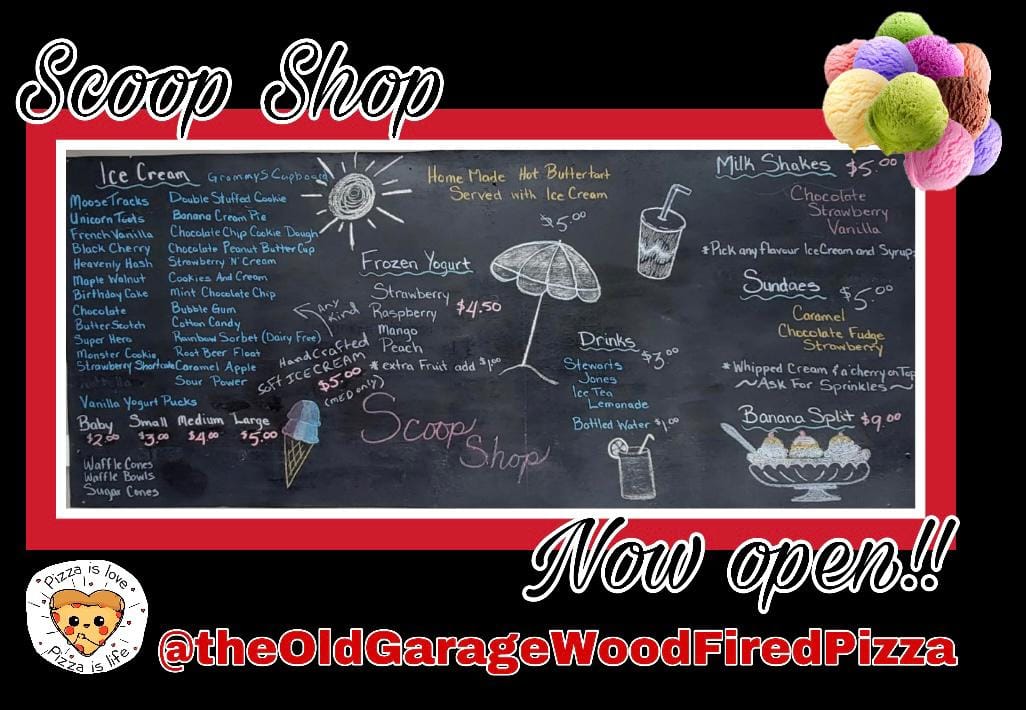 Scoop Shop
Ice Cream Grammy's Cupboard
Moose Tracks
Unicorn Toots
French Vanilla
Black Cherry
Heavenly Hash
Maple Walnut
Birthday Cake
Chocolate
Butter Scotch
Super Hero
Monster Cookie
Strawberry Shortcake
Double Stuffed Cookie
Banana Cream Pie
Chocolate Chip Cookie Dough
Chocolate Peanut Butter Cup
Strawberry N' Cream
Cookies And Cream
Mint Chocolate Chip
Bubble Gum
Cotton Candy
Rainbow Sorbet (Dairy Free)
Root Beer Float
Caramel Apple
Sour Power
Vanilla Yogurt Pucks
Baby Small Medium Large
$2.00 $3.00 $4.00 $5.00
Waffle Cones
Waffle Bowls
Sugar Cones
any
Kind
HandCrafted
Soft ICE CREAM
$5.00
(MED only)
Home Made Hot Buttertart
Served with Ice Cream
$5.00
Frozen Yogurt
Strawberry
Raspberry $4.50
Mango
Peach
* extra Fruit add $1.00
Scoop
Shop
Drinks
$3.00
Stewarts
Jones
Ice Tea
Lemonade
Bottled Water $1.00
Milk Shakes $5.00
Chocolate
Strawberry
Vanilla
*Pick any flavour Ice Cream and Syrup
Sundaes $5.00
Caramel
Chocolate Fudge
Strawberry
*Whipped Cream & a cherry on Top
~Ask For Sprinkles~
Banana Split $9.00
Now open!!
Pizza is love
Pizza is life
@theOldGarageWoodFiredPizza